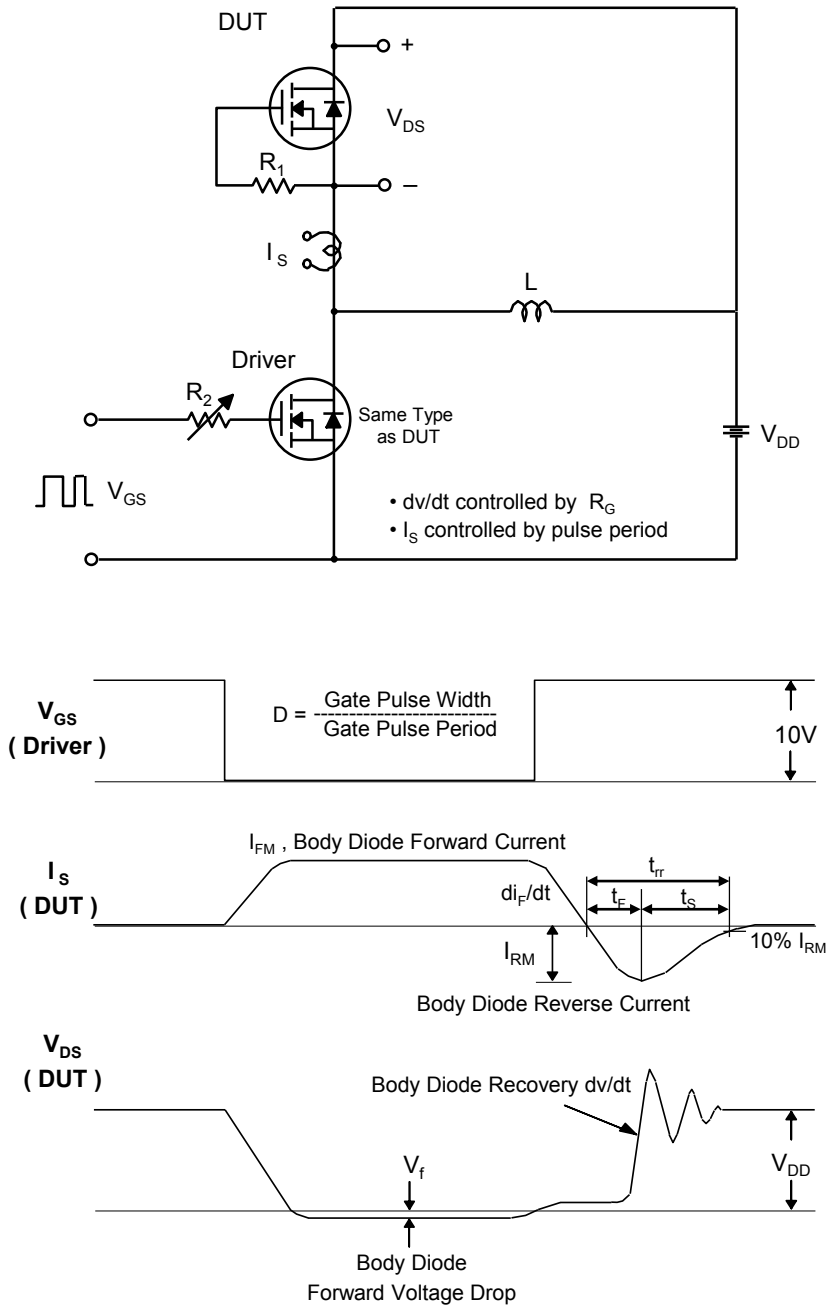 DUT
+
V_DS
R_1
–
I_S
L
Driver
R_2
Same Type
as DUT
V_DD
V_GS
• dv/dt controlled by R_G
• I_S controlled by pulse period
V_GS
( Driver )
D = Gate Pulse Width
Gate Pulse Period
10V
I_FM , Body Diode Forward Current
I_S
( DUT )
di_F/dt
t_rr
t_F
t_S
I_RM
10% I_RM
Body Diode Reverse Current
V_DS
( DUT )
Body Diode Recovery dv/dt
V_f
V_DD
Body Diode
Forward Voltage Drop